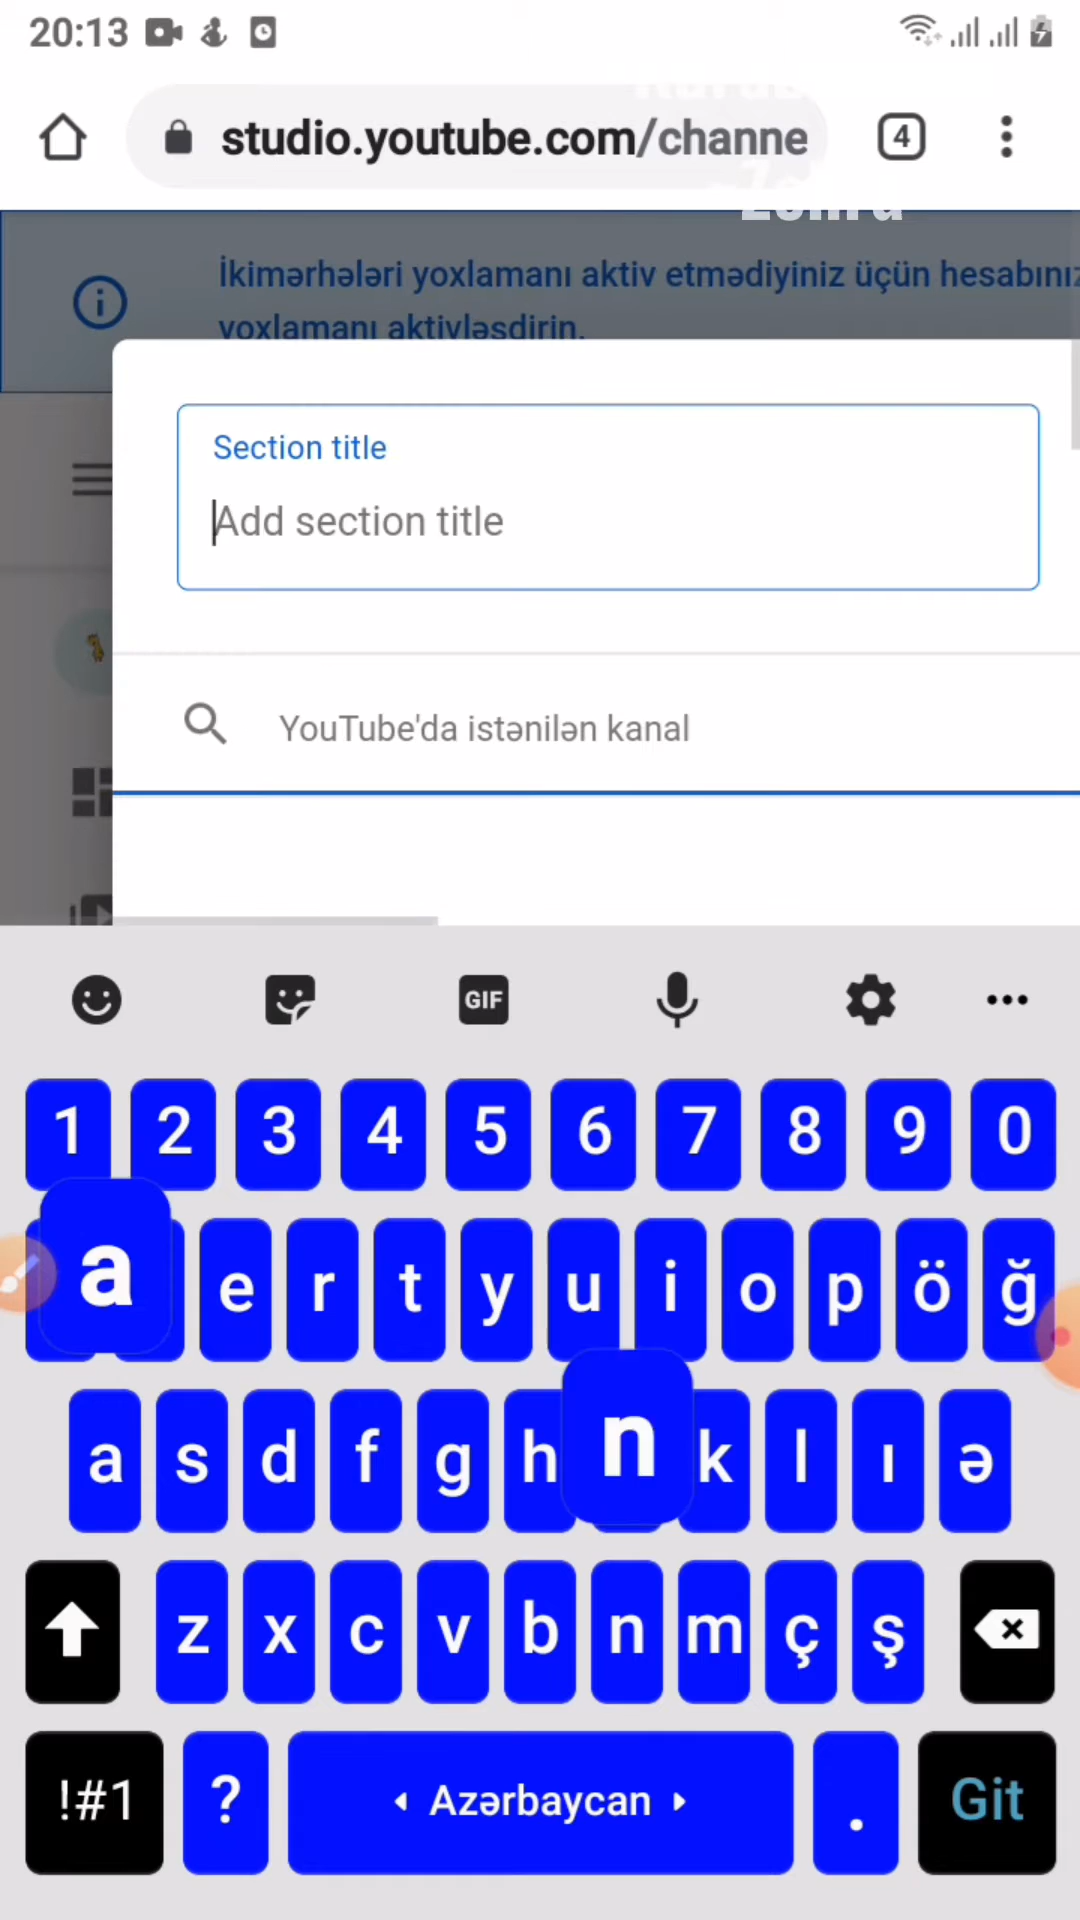 20:13
studio.youtube.com/channe
4
Zehra
İkimərhələri yoxlamanı aktiv etmədiyiniz üçün hesabınız
yoxlamanı aktivləşdirin.
Section title
Add section title
YouTube'da istənilən kanal
GIF
1 2 3 4 5 6 7 8 9 0
a e r t y u i o p ö ğ
a s d f g h n k l ı ə
z x c v b n m ç ş
!#1 ? Azərbaycan . Git